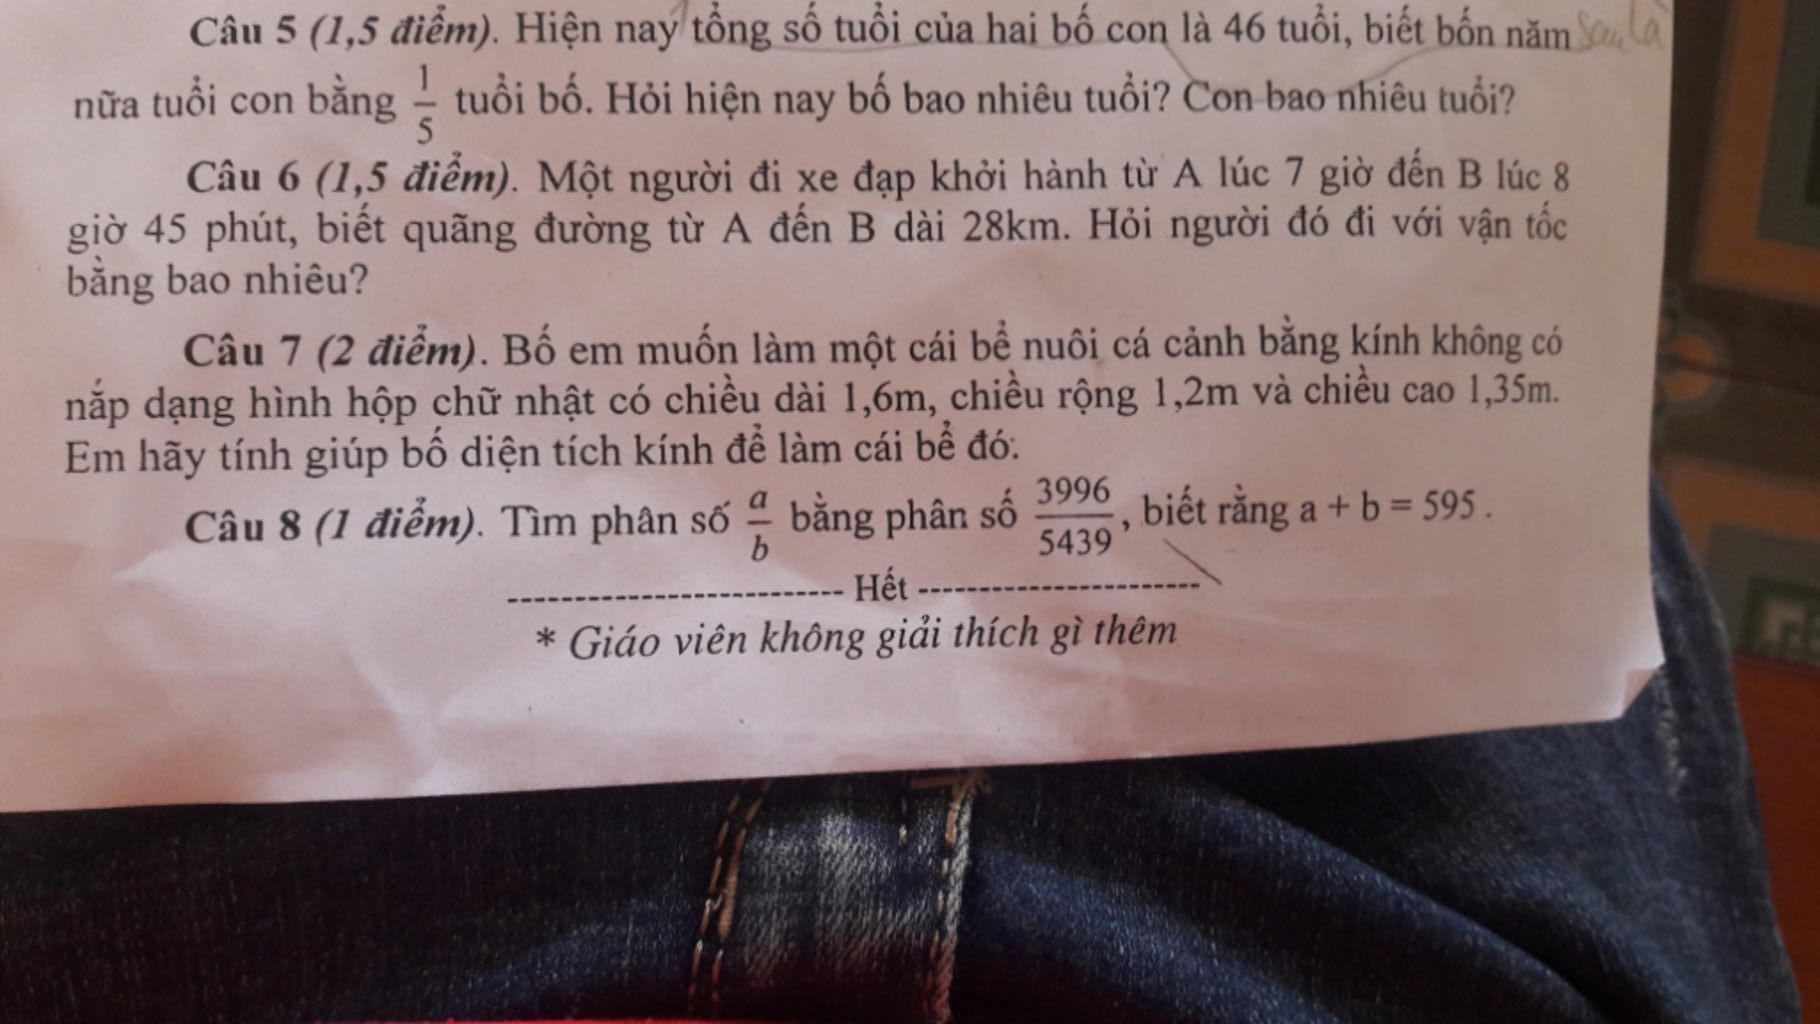 Câu 5 (1,5 điểm). Hiện nay tổng số tuổi của hai bố con là 46 tuổi, biết bốn năm sau là
nữa tuổi con bằng 1/5 tuổi bố. Hỏi hiện nay bố bao nhiêu tuổi? Con bao nhiêu tuổi?
Câu 6 (1,5 điểm). Một người đi xe đạp khởi hành từ A lúc 7 giờ đến B lúc 8
giờ 45 phút, biết quãng đường từ A đến B dài 28km. Hỏi người đó đi với vận tốc
bằng bao nhiêu?
Câu 7 (2 điểm). Bố em muốn làm một cái bể nuôi cá cảnh bằng kính không có
nắp dạng hình hộp chữ nhật có chiều dài 1,6m, chiều rộng 1,2m và chiều cao 1,35m.
Em hãy tính giúp bố diện tích kính để làm cái bể đó.
Câu 8 (1 điểm). Tìm phân số a/b bằng phân số 3996/5439, biết rằng a + b = 595.
------------------------- Hết ---------------------
* Giáo viên không giải thích gì thêm